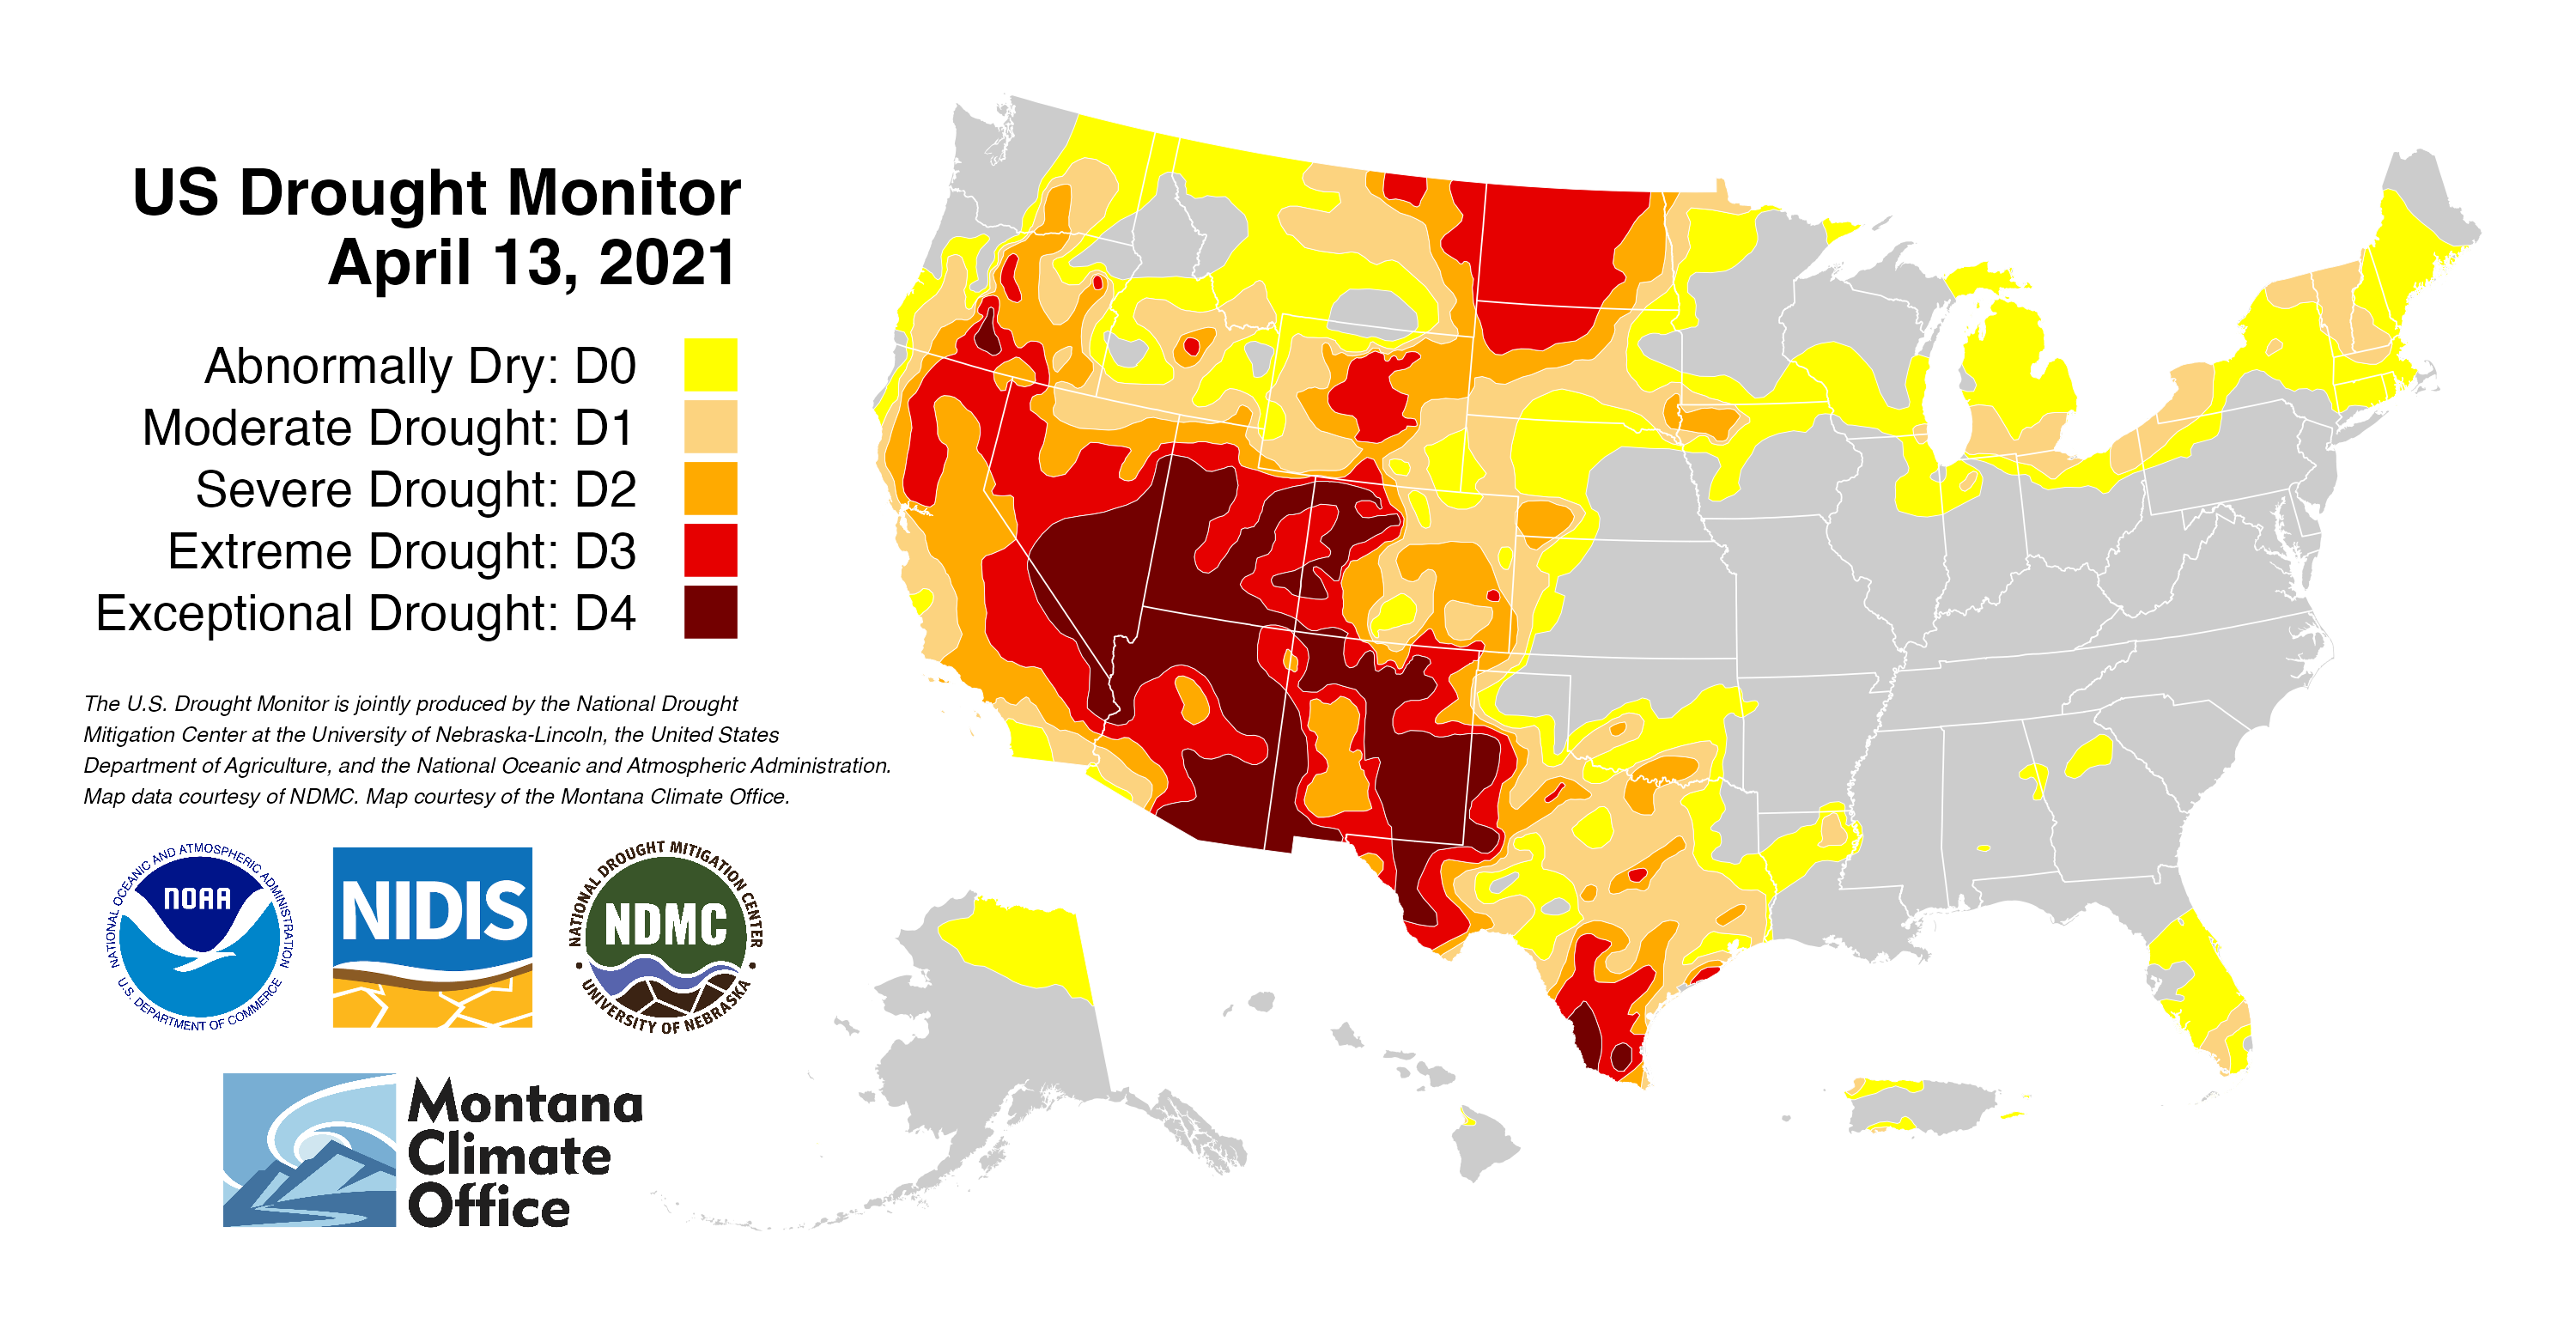 US Drought Monitor
April 13, 2021
Abnormally Dry: D0
Moderate Drought: D1
Severe Drought: D2
Extreme Drought: D3
Exceptional Drought: D4
The U.S. Drought Monitor is jointly produced by the National Drought
Mitigation Center at the University of Nebraska-Lincoln, the United States
Department of Agriculture, and the National Oceanic and Atmospheric Administration.
Map data courtesy of NDMC. Map courtesy of the Montana Climate Office.
NATIONAL OCEANIC AND ATMOSPHERIC ADMINISTRATION
NOAA
U.S. DEPARTMENT OF COMMERCE
NIDIS
NATIONAL DROUGHT MITIGATION CENTER
NDMC
UNIVERSITY OF NEBRASKA
Montana
Climate
Office